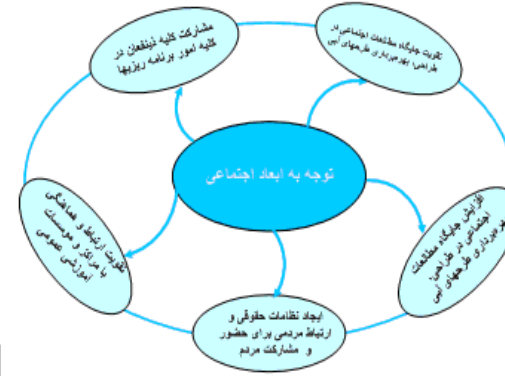 توجه به ابعاد اجتماعی
تقویت جایگاه مطالعات اجتماعی در
طراحی، بهره‌برداری طرحهای آبی
افزایش جایگاه مطالعات
اجتماعی در طراحی،
بهره‌برداری طرحهای آبی
ایجاد نظامات حقوقی و
ارتباط مردمی برای حضور
و مشارکت مردم
تقویت ارتباط و هماهنگی
با مراکز و موسسات
آموزشی عمومی
مشارکت کلیه ذینفعان در
کلیه امور برنامه ریزیها